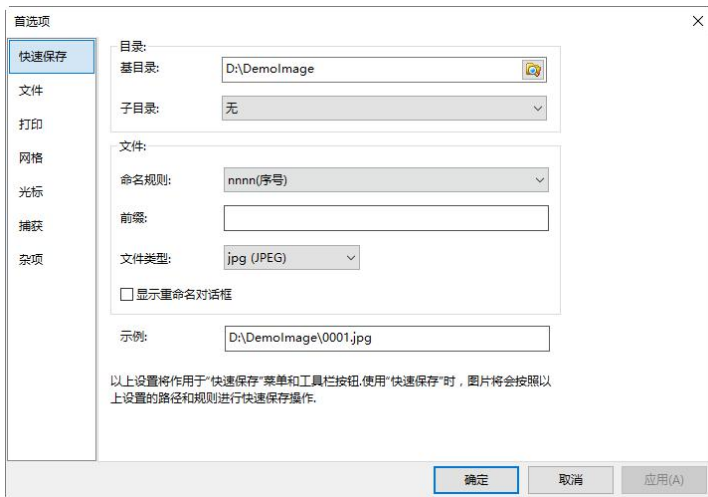 首选项
快速保存
文件
打印
网格
光标
捕获
杂项
目录:
基目录: D:\DemoImage
子目录: 无
文件:
命名规则: nnnn(序号)
前缀:
文件类型: jpg (JPEG)
显示重命名对话框
示例: D:\DemoImage\0001.jpg
以上设置将作用于“快速保存”菜单和工具栏按钮.使用“快速保存”时，图片将会按照以
上设置的路径和规则进行快速保存操作.
确定 取消 应用(A)